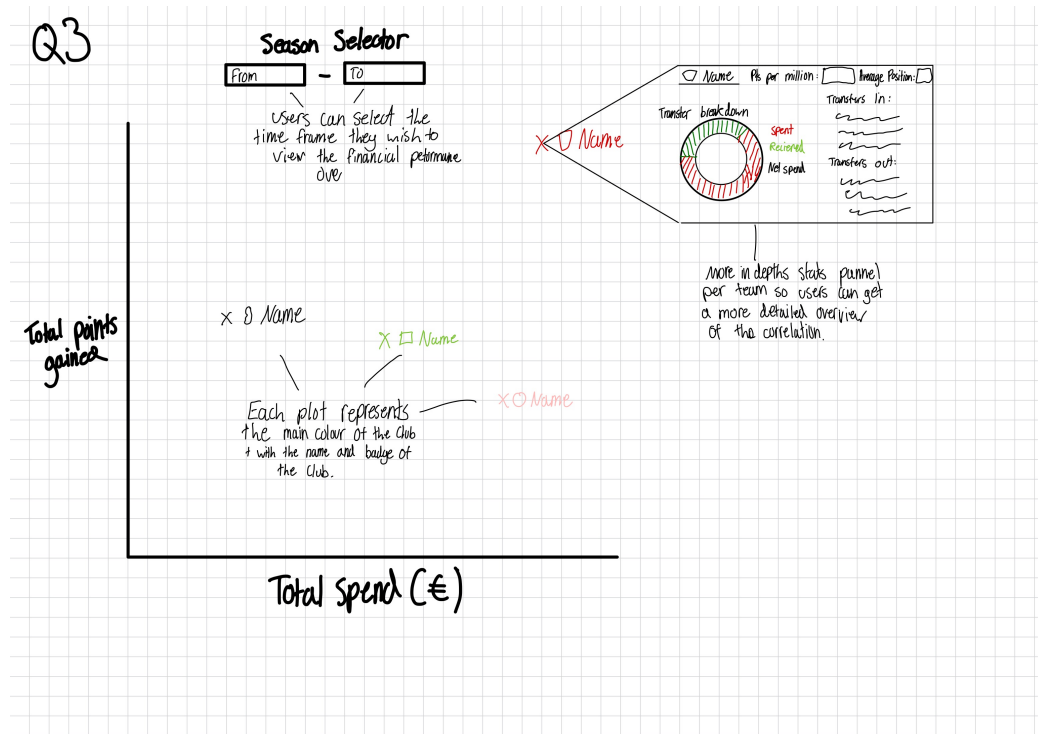 Q3
Season Selector
From - To
users can select the
time frame they wish to
view the financial petormance
ove
X Name
Name Pts per million: Average Position:
Transfer breakdown
Spent
Recieved
Net spend
Transfers In:
Transfers out:
More in depths stats pannel
per team so users can get
a more detailed overview
of the correlation.
Total points
gained
X Name
X Name
X Name
Each plot represents
the main colour of the club
+ with the name and badge of
the club.
Total spend (€)